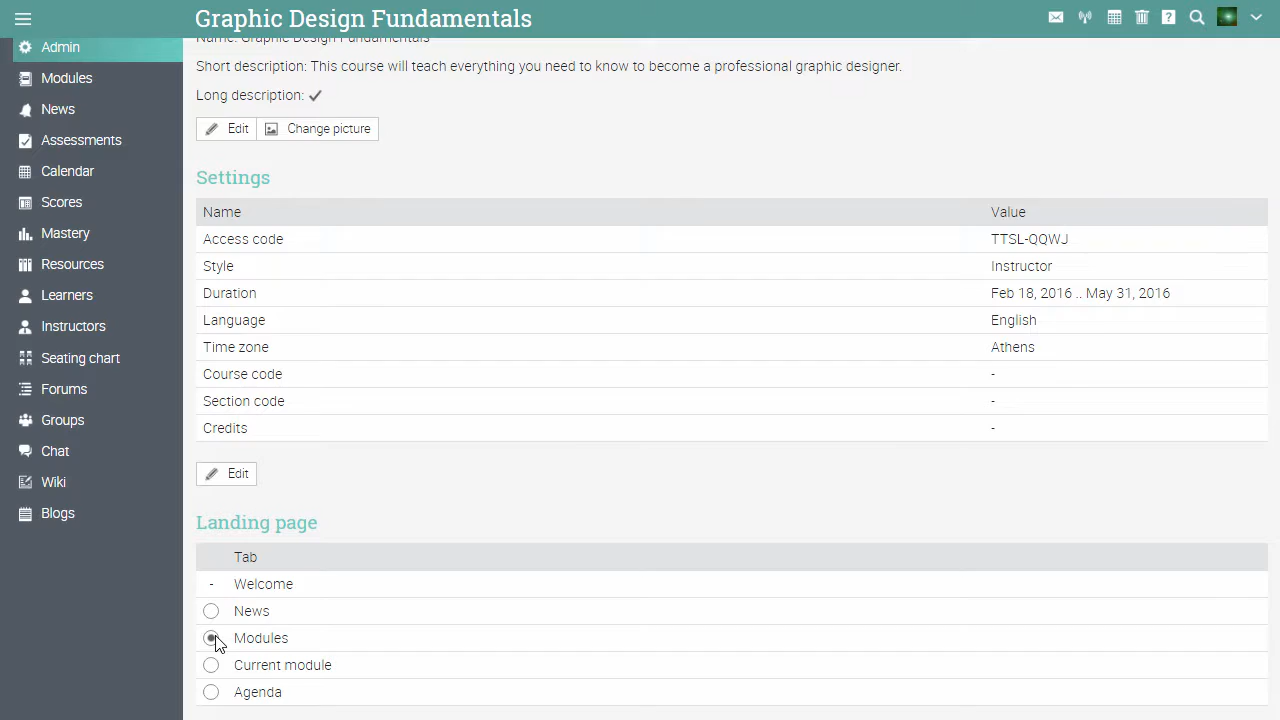 Graphic Design Fundamentals
Admin
Modules
News
Assessments
Calendar
Scores
Mastery
Resources
Learners
Instructors
Seating chart
Forums
Groups
Chat
Wiki
Blogs
Name: Graphic Design Fundamentals
Short description: This course will teach everything you need to know to become a professional graphic designer.
Long description:
Edit Change picture
Settings
Name Value
Access code TTSL-QQWJ
Style Instructor
Duration Feb 18, 2016 .. May 31, 2016
Language English
Time zone Athens
Course code -
Section code -
Credits -
Edit
Landing page
Tab
- Welcome
News
Modules
Current module
Agenda